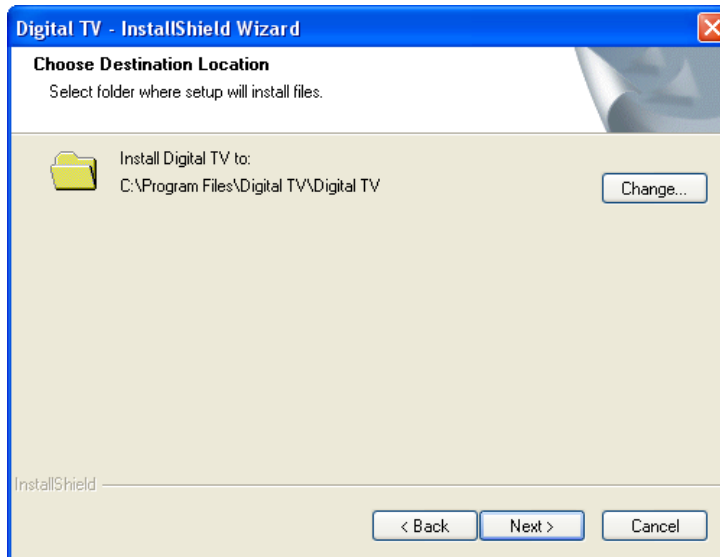 Digital TV - InstallShield Wizard
Choose Destination Location
Select folder where setup will install files.
Install Digital TV to:
C:\Program Files\Digital TV\Digital TV
Change...
InstallShield
< Back
Next >
Cancel